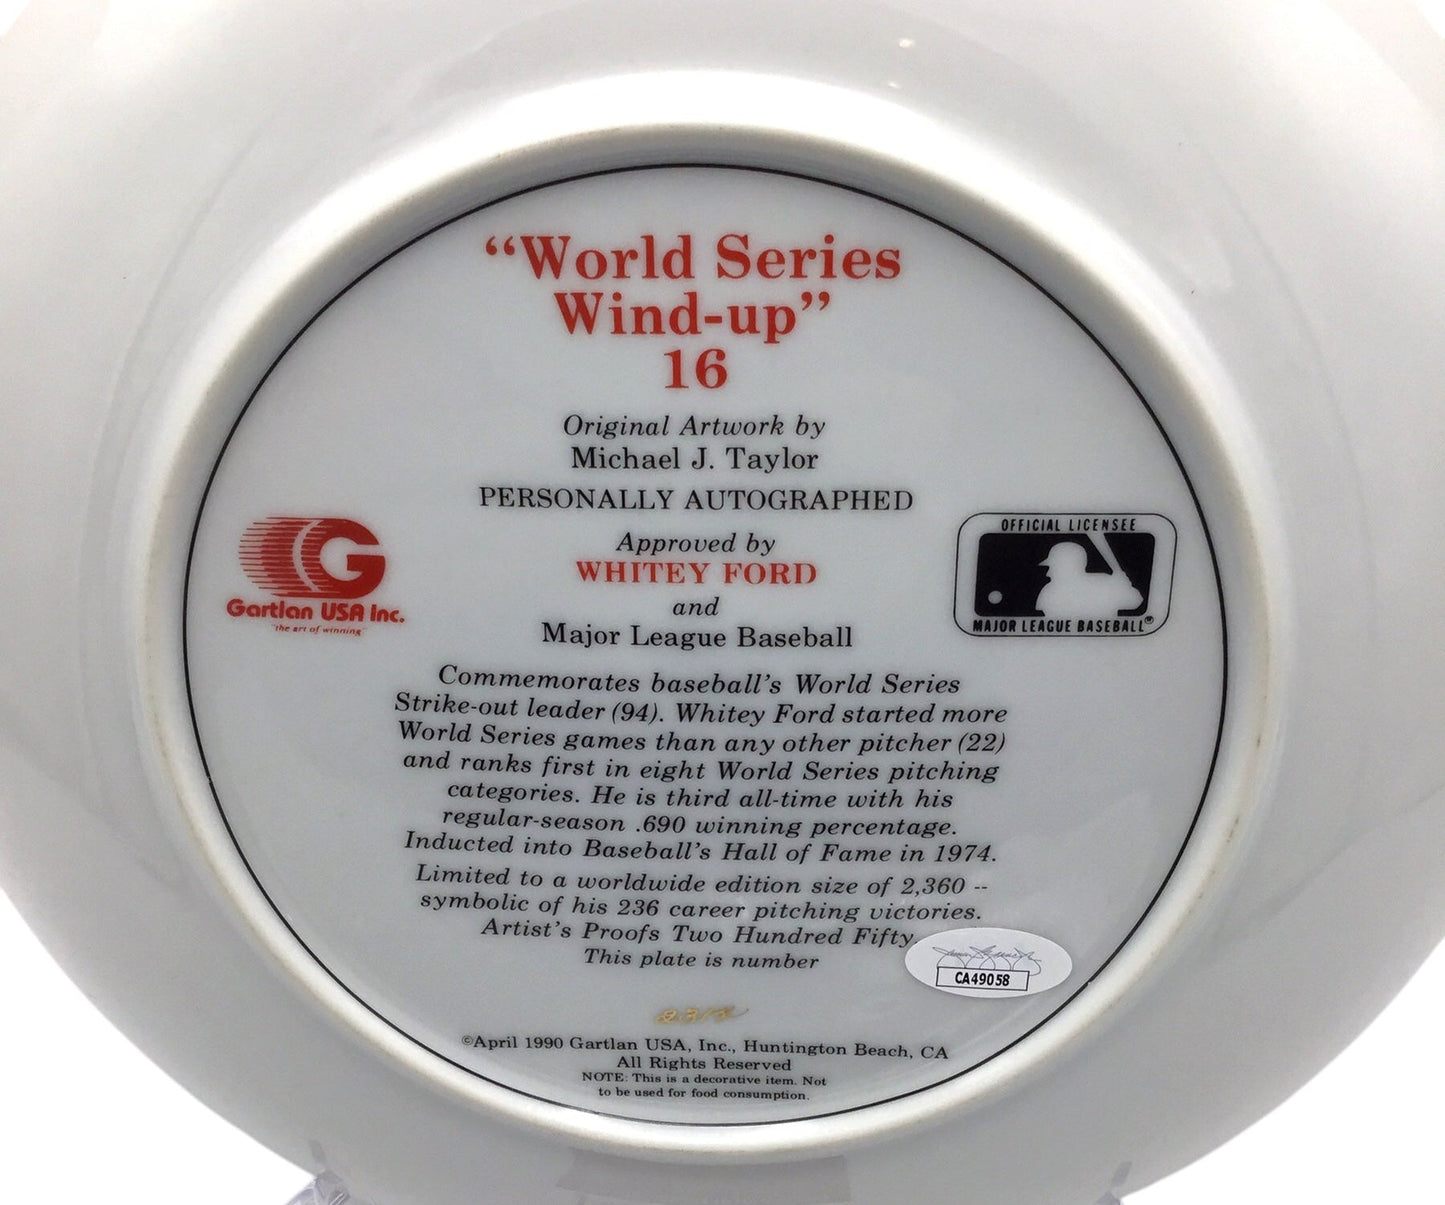 “World Series
Wind-up”
16
Original Artwork by
Michael J. Taylor
PERSONALLY AUTOGRAPHED
Approved by
WHITEY FORD
and
Major League Baseball
G
Gartlan USA Inc.
"the art of winning"
OFFICIAL LICENSEE
MAJOR LEAGUE BASEBALL®
Commemorates baseball's World Series
Strike-out leader (94). Whitey Ford started more
World Series games than any other pitcher (22)
and ranks first in eight World Series pitching
categories. He is third all-time with his
regular-season .690 winning percentage.
Inducted into Baseball's Hall of Fame in 1974.
Limited to a worldwide edition size of 2,360 --
symbolic of his 236 career pitching victories.
Artist's Proofs Two Hundred Fifty
This plate is number
CA49058
©April 1990 Gartlan USA, Inc., Huntington Beach, CA
All Rights Reserved
NOTE: This is a decorative item. Not
to be used for food consumption.